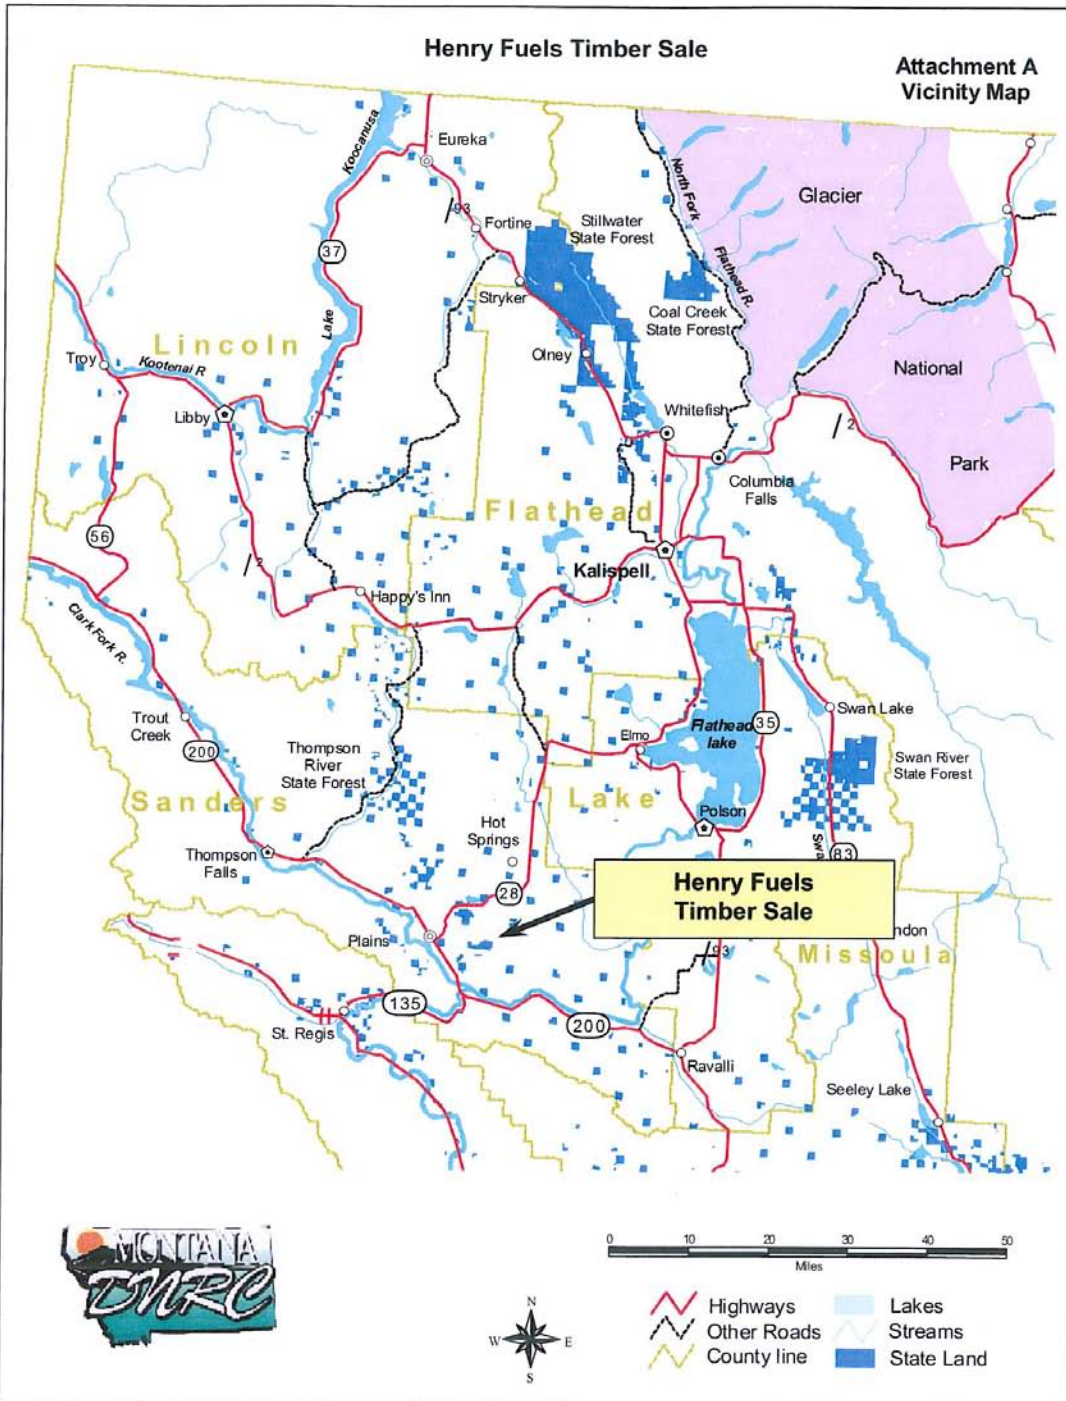 Henry Fuels Timber Sale
Attachment A
Vicinity Map
Koocanusa
Eureka
North Fork
Glacier
93
Fortine
Stillwater
State Forest
37
Flathead R.
Stryker
Coal Creek
State Forest
Lake
Lincoln
Troy
Kootenai R
Olney
National
Libby
Whitefish
2
Park
Columbia
Falls
Flathead
56
Kalispell
2
Happy's Inn
Clark Fork R.
Trout
Creek
200
Swan Lake
Elmo
Flathead
lake
35
Thompson
River
State Forest
Swan River
State Forest
Sanders
Lake
Polson
Hot
Springs
Thompson
Falls
Swa
83
28
Henry Fuels
Timber Sale
Plains
ndon
93
Missoula
135
St. Regis
200
Ravalli
Seeley Lake
MONTANA
DNRC
0 10 20 30 40 50
Miles
N
W E
S
Highways
Other Roads
County line
Lakes
Streams
State Land